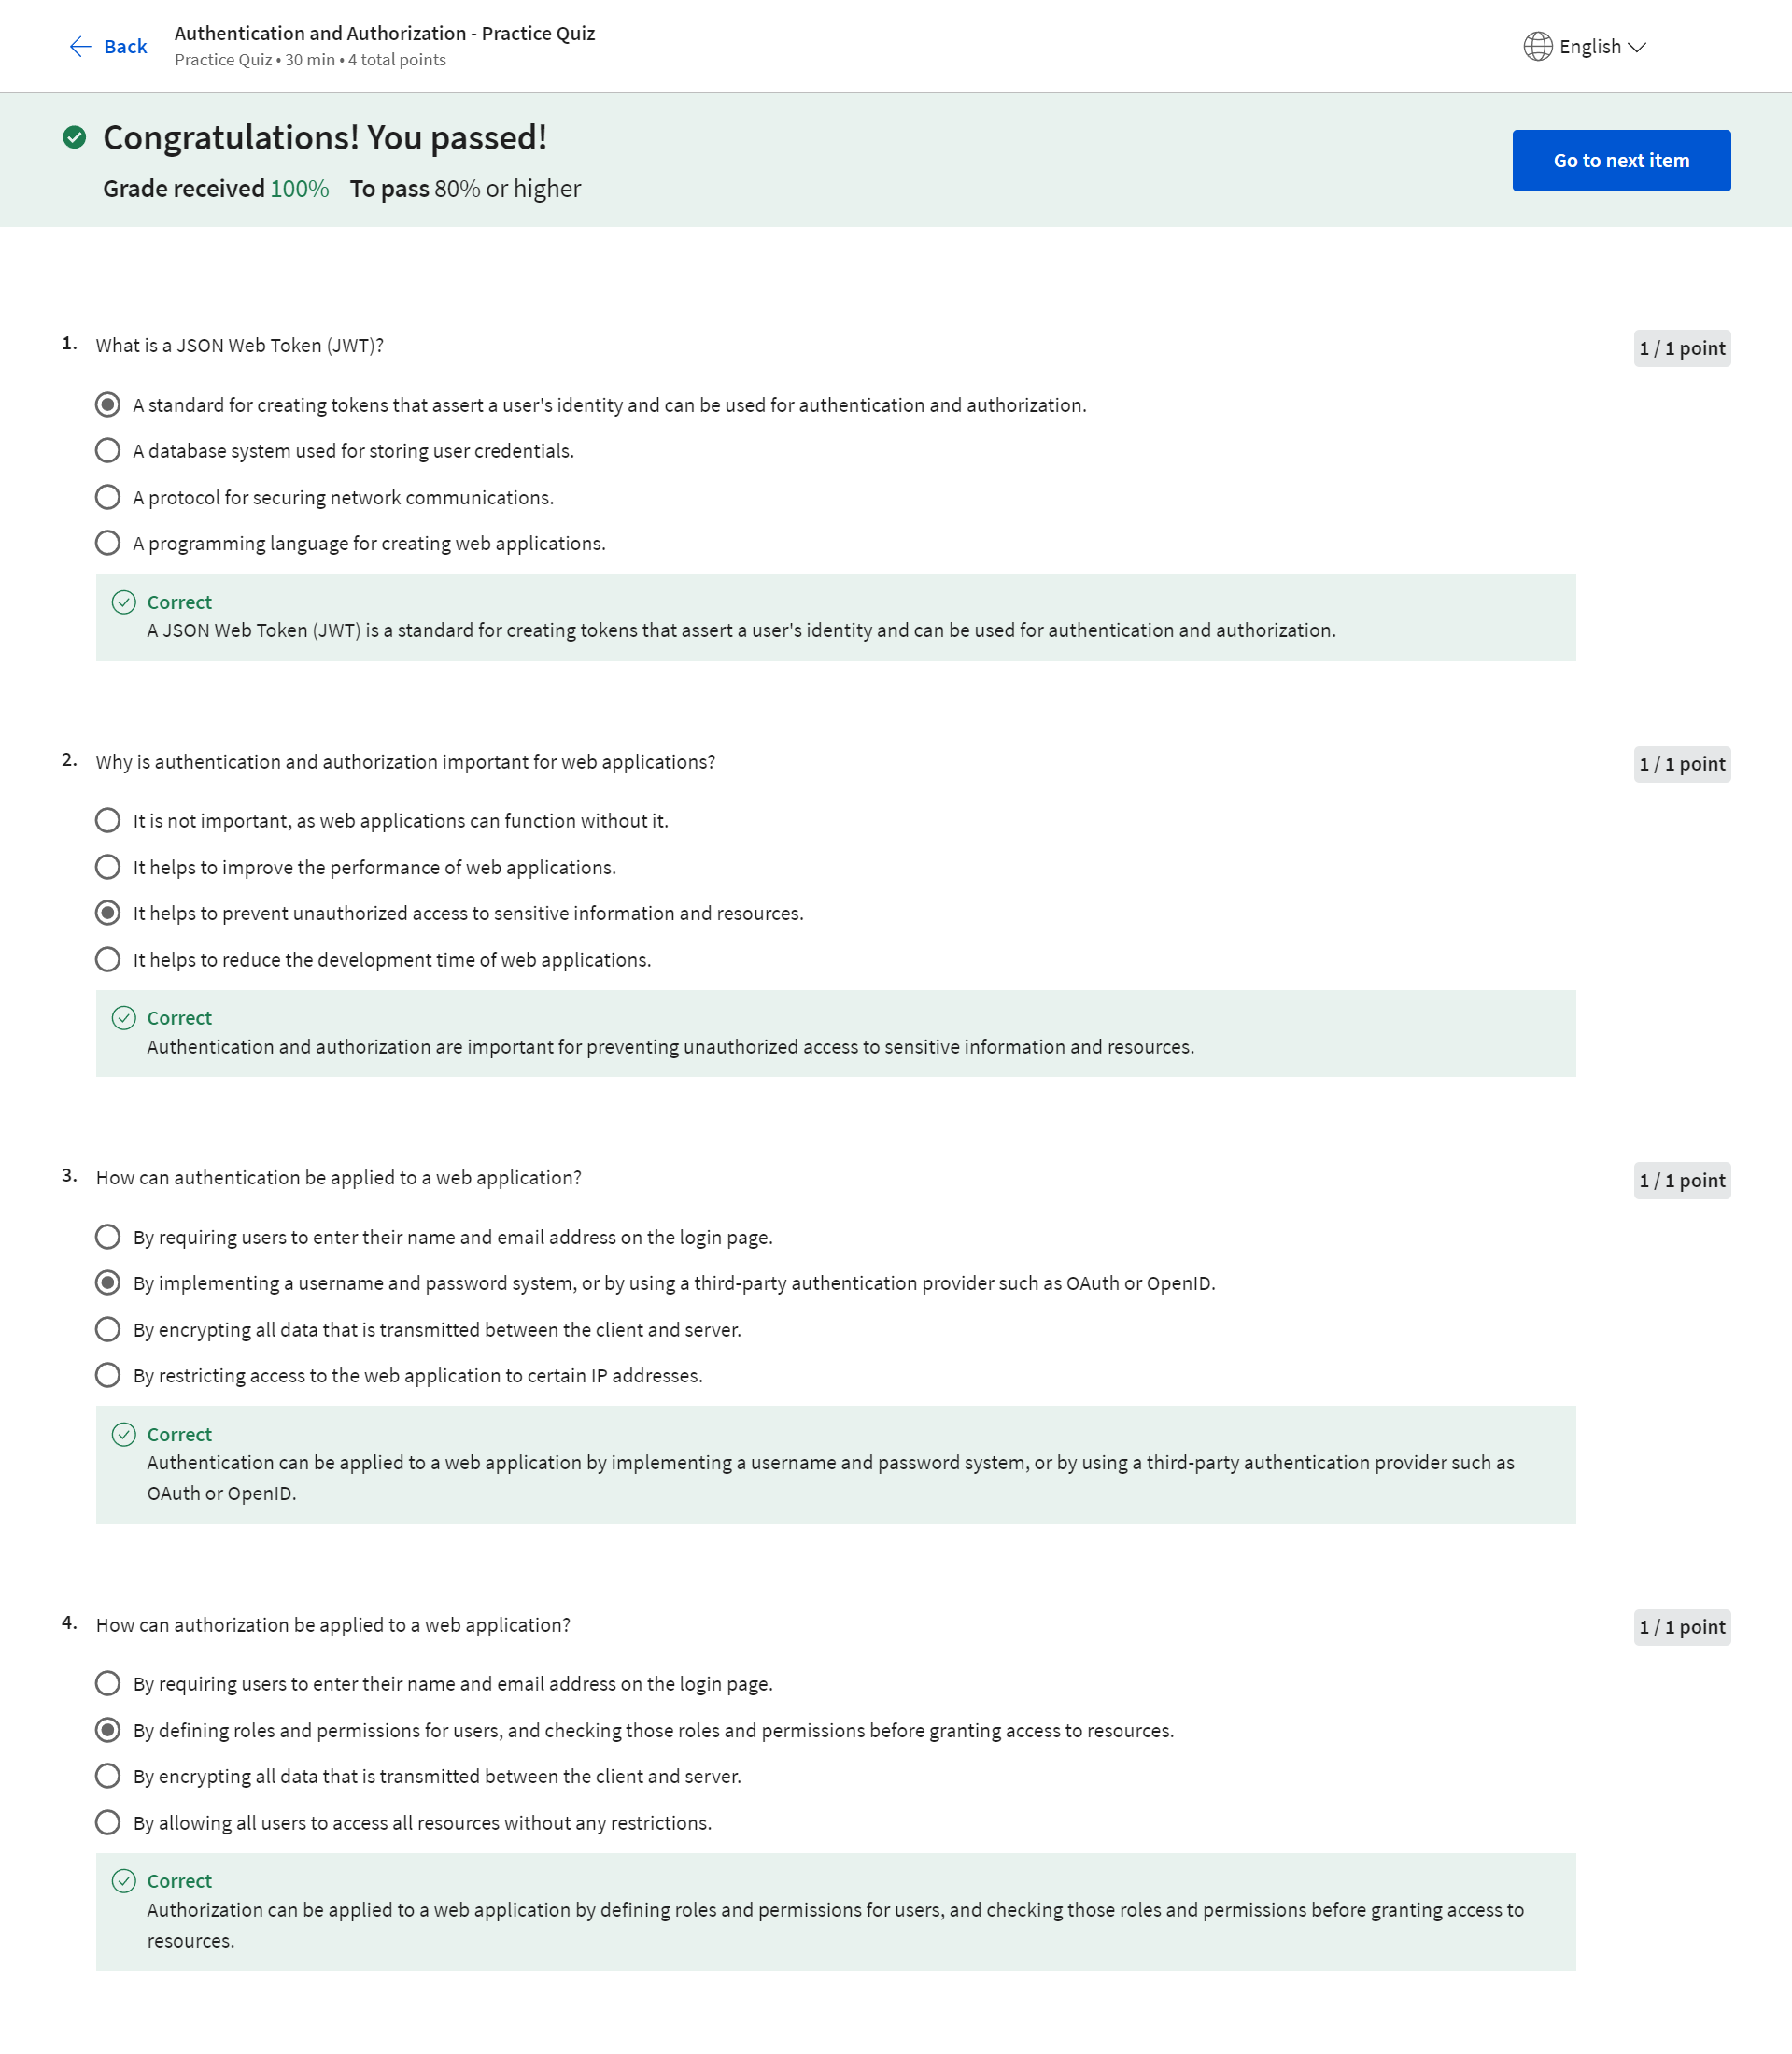 Back
Authentication and Authorization - Practice Quiz
Practice Quiz • 30 min • 4 total points
English
Congratulations! You passed!
Grade received 100% To pass 80% or higher
Go to next item
1. What is a JSON Web Token (JWT)?
1 / 1 point
A standard for creating tokens that assert a user's identity and can be used for authentication and authorization.
A database system used for storing user credentials.
A protocol for securing network communications.
A programming language for creating web applications.
Correct
A JSON Web Token (JWT) is a standard for creating tokens that assert a user's identity and can be used for authentication and authorization.
2. Why is authentication and authorization important for web applications?
1 / 1 point
It is not important, as web applications can function without it.
It helps to improve the performance of web applications.
It helps to prevent unauthorized access to sensitive information and resources.
It helps to reduce the development time of web applications.
Correct
Authentication and authorization are important for preventing unauthorized access to sensitive information and resources.
3. How can authentication be applied to a web application?
1 / 1 point
By requiring users to enter their name and email address on the login page.
By implementing a username and password system, or by using a third-party authentication provider such as OAuth or OpenID.
By encrypting all data that is transmitted between the client and server.
By restricting access to the web application to certain IP addresses.
Correct
Authentication can be applied to a web application by implementing a username and password system, or by using a third-party authentication provider such as
OAuth or OpenID.
4. How can authorization be applied to a web application?
1 / 1 point
By requiring users to enter their name and email address on the login page.
By defining roles and permissions for users, and checking those roles and permissions before granting access to resources.
By encrypting all data that is transmitted between the client and server.
By allowing all users to access all resources without any restrictions.
Correct
Authorization can be applied to a web application by defining roles and permissions for users, and checking those roles and permissions before granting access to
resources.